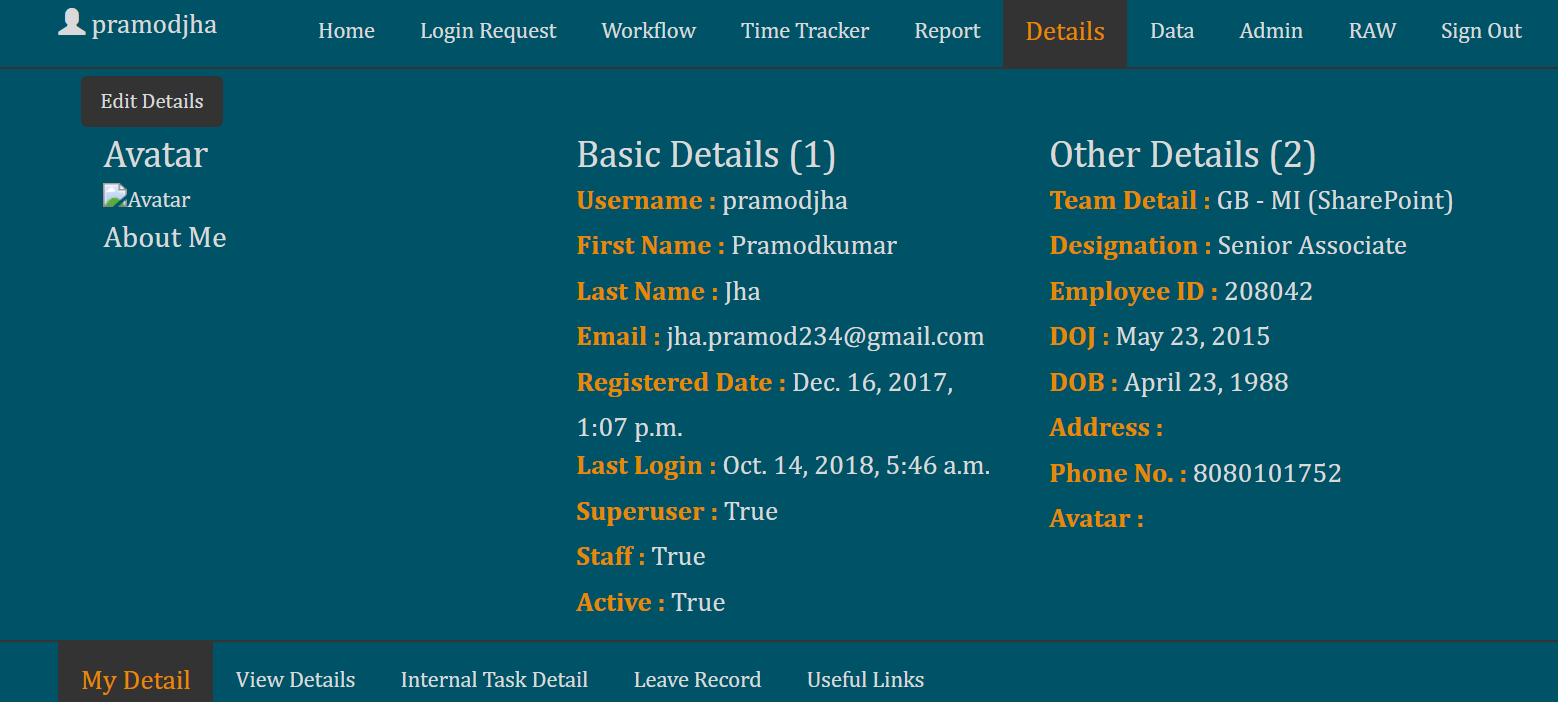 pramodjha
Home Login Request Workflow Time Tracker Report Details Data Admin RAW Sign Out
Edit Details
Avatar
Avatar
About Me
Basic Details (1)
Username : pramodjha
First Name : Pramodkumar
Last Name : Jha
Email : jha.pramod234@gmail.com
Registered Date : Dec. 16, 2017,
1:07 p.m.
Last Login : Oct. 14, 2018, 5:46 a.m.
Superuser : True
Staff : True
Active : True
Other Details (2)
Team Detail : GB - MI (SharePoint)
Designation : Senior Associate
Employee ID : 208042
DOJ : May 23, 2015
DOB : April 23, 1988
Address :
Phone No. : 8080101752
Avatar :
My Detail View Details Internal Task Detail Leave Record Useful Links